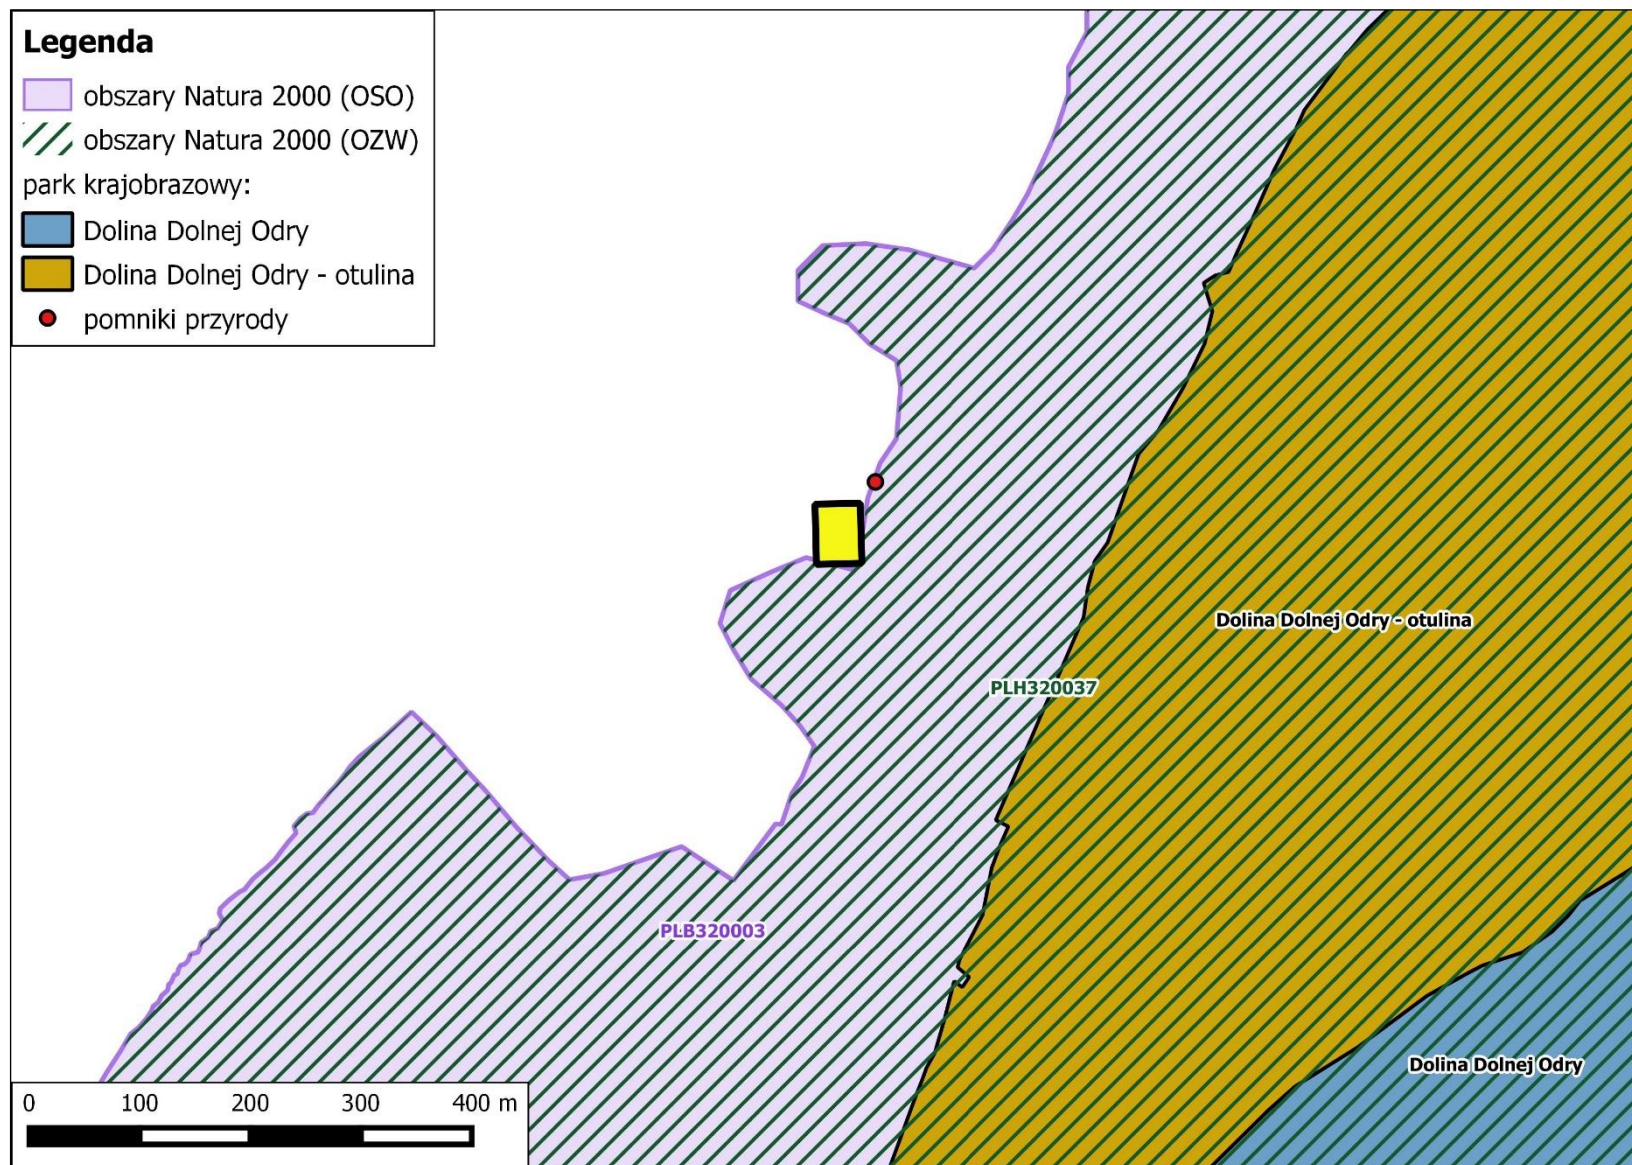 Legenda
obszary Natura 2000 (OSO)
obszary Natura 2000 (OZW)
park krajobrazowy:
Dolina Dolnej Odry
Dolina Dolnej Odry - otulina
pomniki przyrody
Dolina Dolnej Odry - otulina
PLH320037
PLB320003
Dolina Dolnej Odry
0 100 200 300 400 m